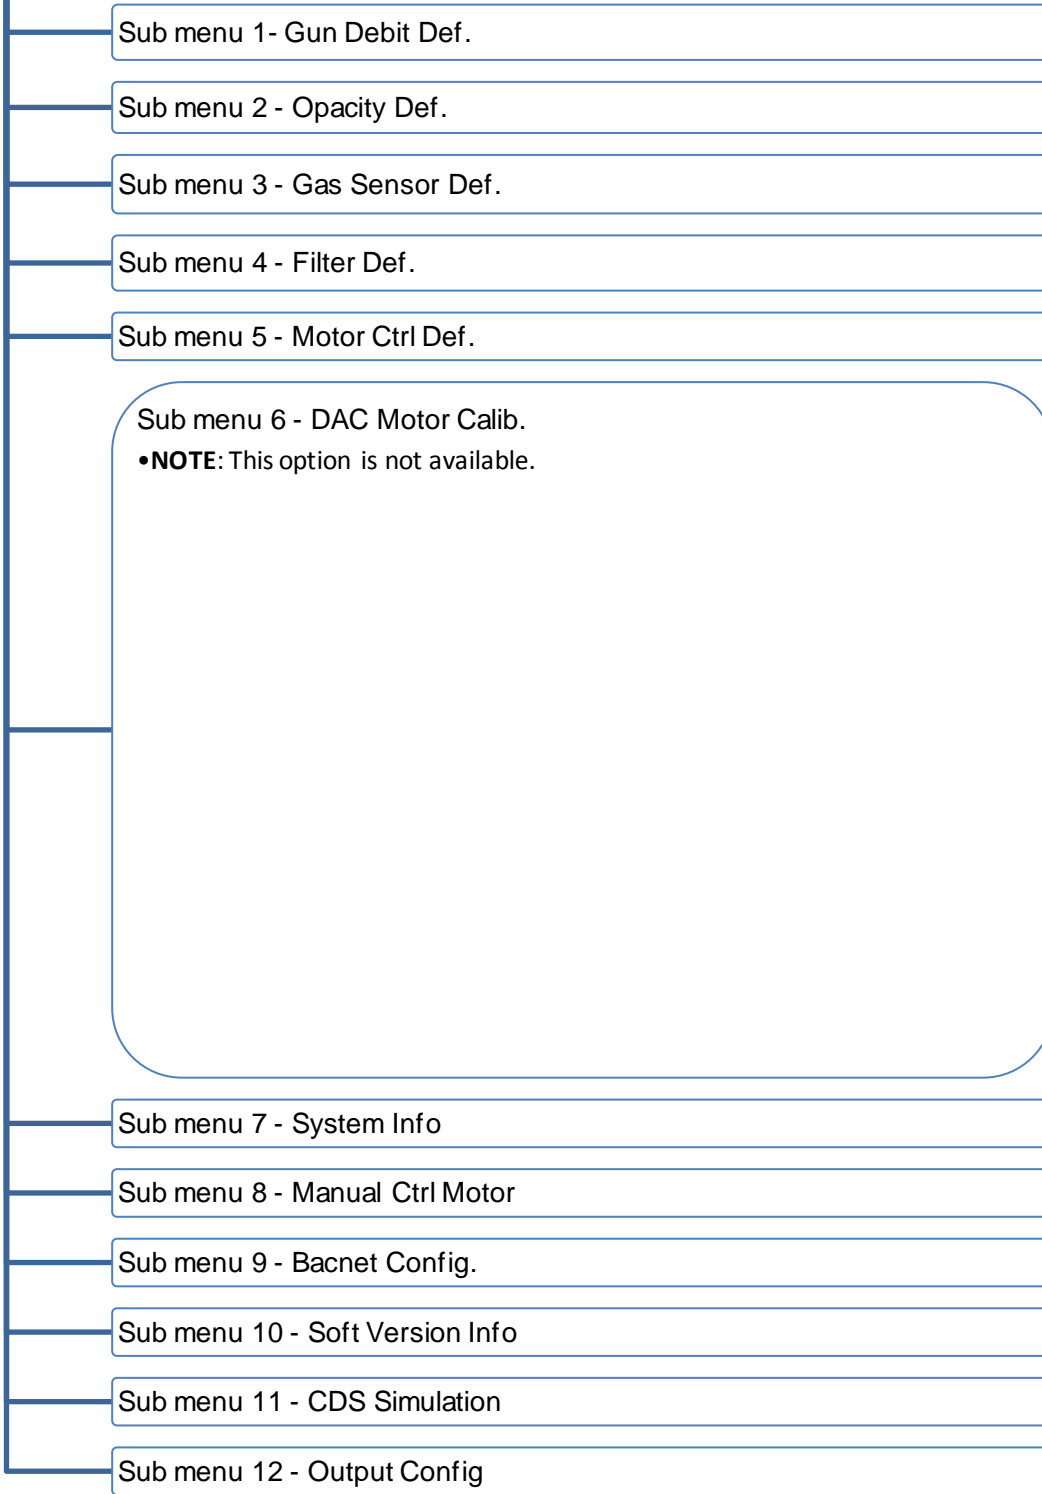 Sub menu 1- Gun Debit Def.
Sub menu 2 - Opacity Def.
Sub menu 3 - Gas Sensor Def.
Sub menu 4 - Filter Def.
Sub menu 5 - Motor Ctrl Def.
Sub menu 6 - DAC Motor Calib.
•NOTE: This option is not available.
Sub menu 7 - System Info
Sub menu 8 - Manual Ctrl Motor
Sub menu 9 - Bacnet Config.
Sub menu 10 - Soft Version Info
Sub menu 11 - CDS Simulation
Sub menu 12 - Output Config